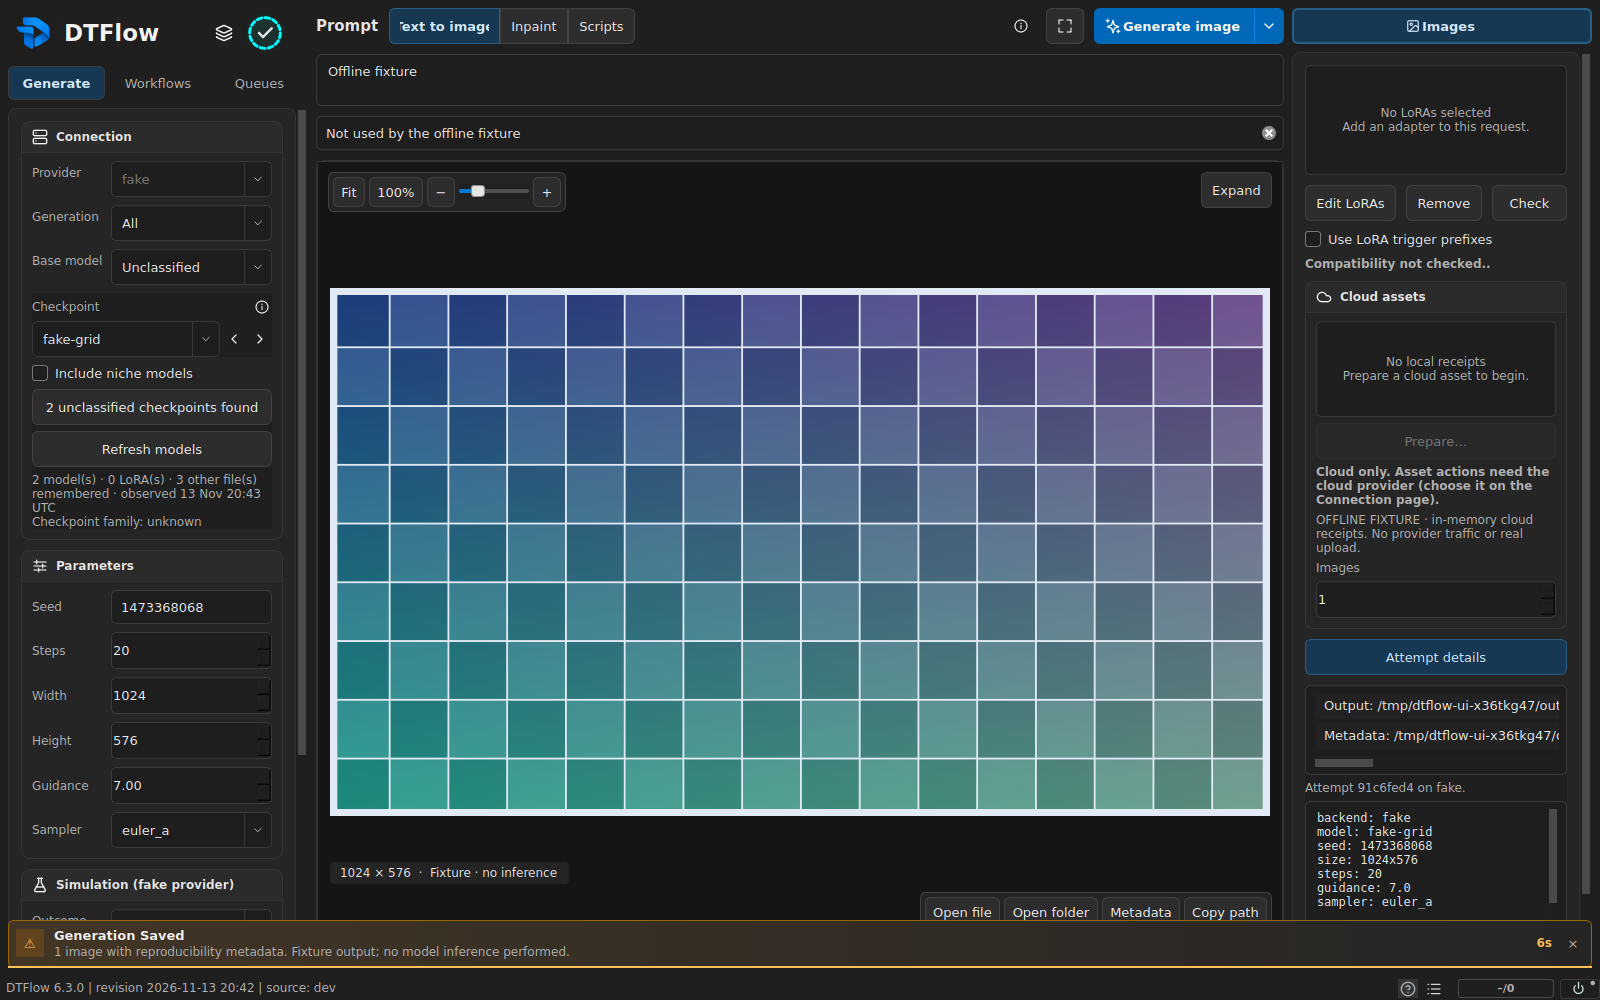 DTFlow
Generate
Workflows
Queues
Connection
Provider
fake
Generation
All
Base model
Unclassified
Checkpoint
fake-grid
Include niche models
2 unclassified checkpoints found
Refresh models
2 model(s) · 0 LoRA(s) · 3 other file(s)
remembered · observed 13 Nov 20:43
UTC
Checkpoint family: unknown
Parameters
Seed
1473368068
Steps
20
Width
1024
Height
576
Guidance
7.00
Sampler
euler_a
Simulation (fake provider)
Outcome
Prompt
Text to image
Inpaint
Scripts
Generate image
Offline fixture
Not used by the offline fixture
Fit
100%
−
+
Expand
1024 × 576 · Fixture · no inference
Open file
Open folder
Metadata
Copy path
Images
No LoRAs selected
Add an adapter to this request.
Edit LoRAs
Remove
Check
Use LoRA trigger prefixes
Compatibility not checked..
Cloud assets
No local receipts
Prepare a cloud asset to begin.
Prepare...
Cloud only. Asset actions need the
cloud provider (choose it on the
Connection page).
OFFLINE FIXTURE · in-memory cloud
receipts. No provider traffic or real
upload.
Images
1
Attempt details
Output: /tmp/dtflow-ui-x36tkg47/out
Metadata: /tmp/dtflow-ui-x36tkg47/
Attempt 91c6fed4 on fake.
backend: fake
model: fake-grid
seed: 1473368068
size: 1024x576
steps: 20
guidance: 7.0
sampler: euler_a
Generation Saved
1 image with reproducibility metadata. Fixture output; no model inference performed.
6s
×
DTFlow 6.3.0 | revision 2026-11-13 20:42 | source: dev
–/0